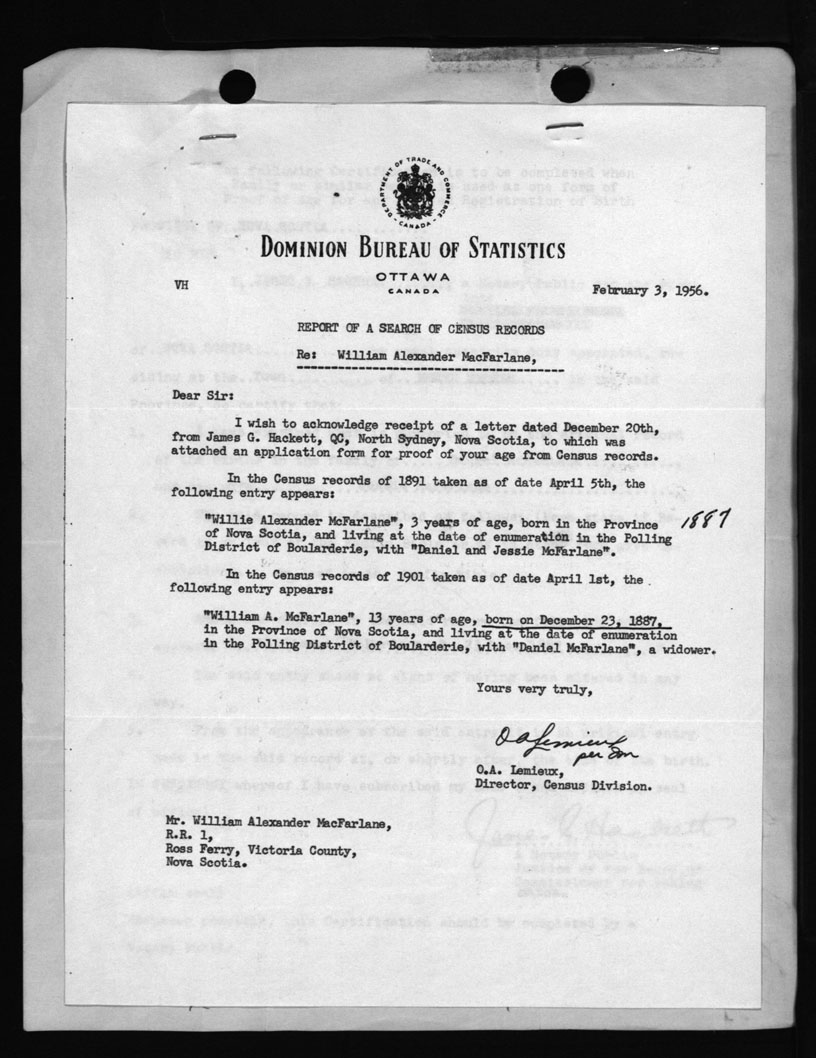 DEPARTMENT OF TRADE AND COMMERCE
CANADA
DOMINION BUREAU OF STATISTICS
OTTAWA
CANADA
VH
February 3, 1956.
REPORT OF A SEARCH OF CENSUS RECORDS
Re: William Alexander MacFarlane,
Dear Sir:
I wish to acknowledge receipt of a letter dated December 20th,
from James G. Hackett, QC, North Sydney, Nova Scotia, to which was
attached an application form for proof of your age from Census records.
In the Census records of 1891 taken as of date April 5th, the
following entry appears:
"Willie Alexander McFarlane", 3 years of age, born in the Province 1887
of Nova Scotia, and living at the date of enumeration in the Polling
District of Boularderie, with "Daniel and Jessie McFarlane".
In the Census records of 1901 taken as of date April 1st, the
following entry appears:
"William A. McFarlane", 13 years of age, born on December 23, 1887,
in the Province of Nova Scotia, and living at the date of enumeration
in the Polling District of Boularderie, with "Daniel McFarlane", a widower.
Yours very truly,
O A Lemieux
per
O.A. Lemieux,
Director, Census Division.
Mr. William Alexander MacFarlane,
R.R. 1,
Ross Ferry, Victoria County,
Nova Scotia.